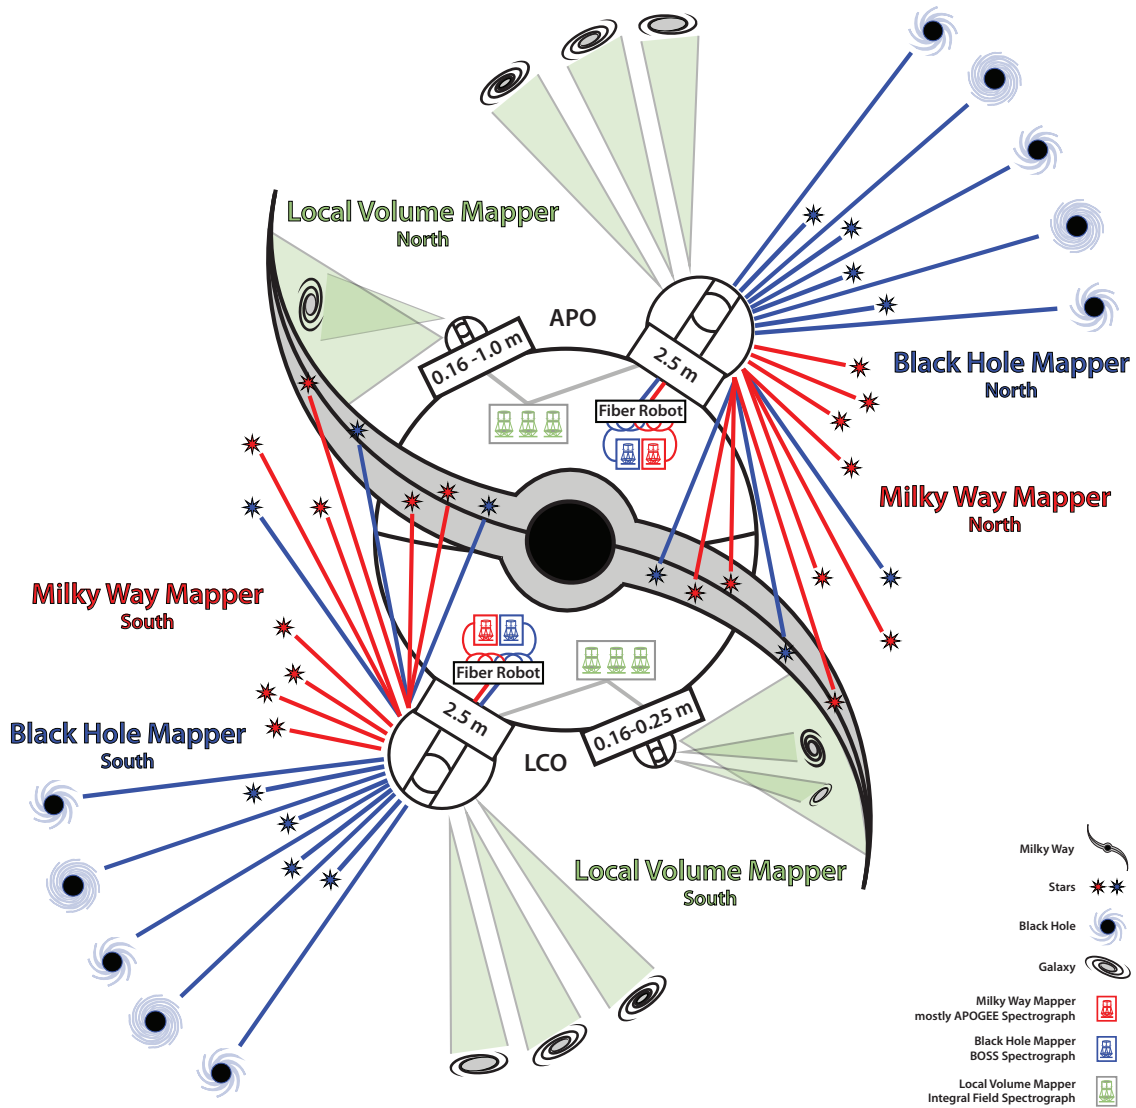 Local Volume Mapper
North
APO
0.16 -1.0 m
2.5 m
Fiber Robot
Black Hole Mapper
North
Milky Way Mapper
North
Milky Way Mapper
South
Fiber Robot
Black Hole Mapper
South
2.5 m
0.16-0.25 m
LCO
Local Volume Mapper
South
Milky Way
Stars
Black Hole
Galaxy
Milky Way Mapper
mostly APOGEE Spectrograph
Black Hole Mapper
BOSS Spectrograph
Local Volume Mapper
Integral Field Spectrograph